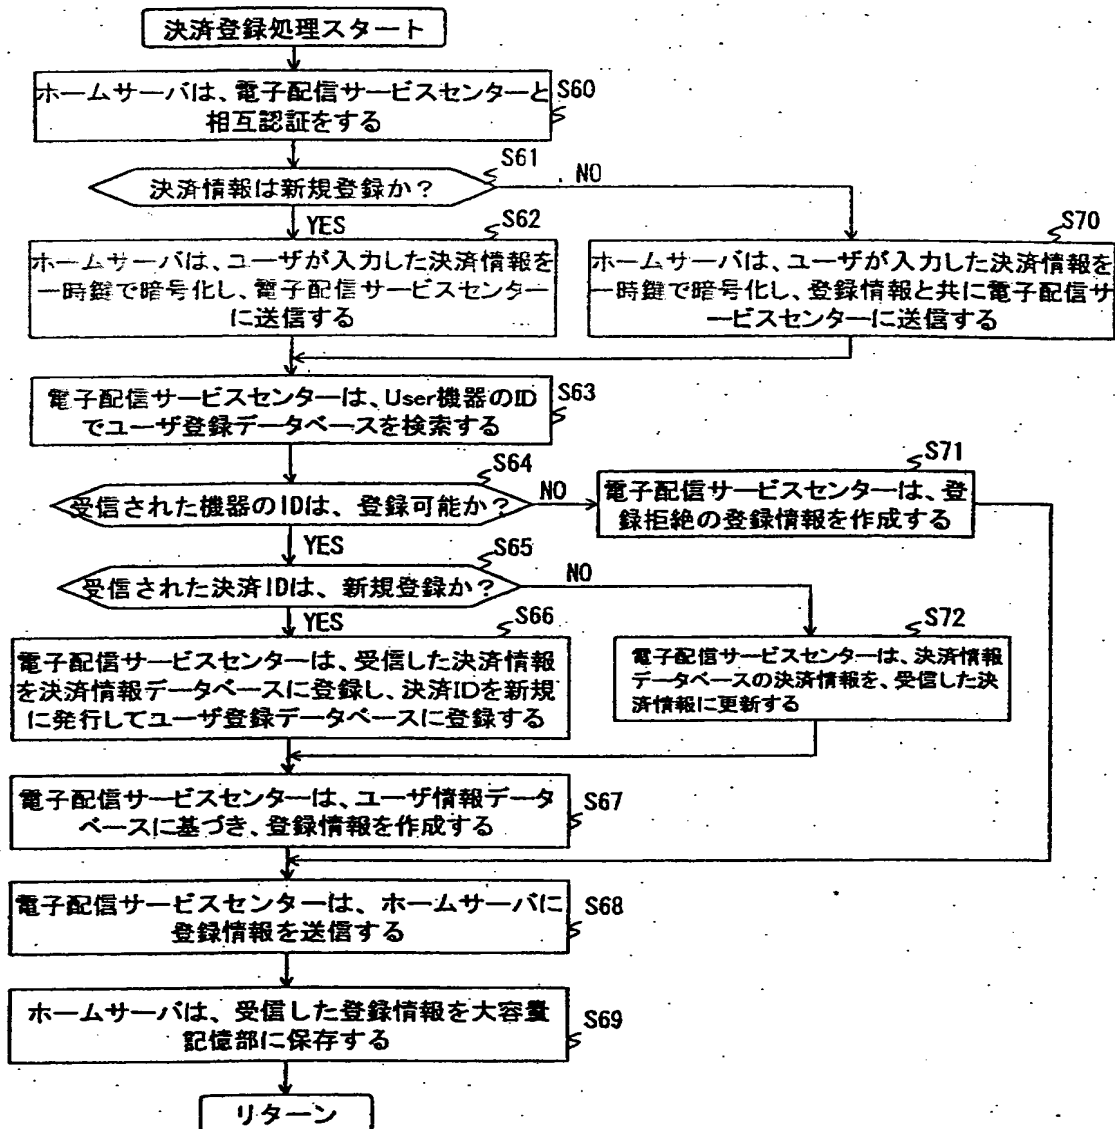 決済登録処理スタート
ホームサーバは、電子配信サービスセンターと
相互認証をする
S60
S61
決済情報は新規登録か?
NO
YES
S62
ホームサーバは、ユーザが入力した決済情報を
一時鍵で暗号化し、電子配信サービスセンター
に送信する
S70
ホームサーバは、ユーザが入力した決済情報を
一時鍵で暗号化し、登録情報と共に電子配信サ
ービスセンターに送信する
電子配信サービスセンターは、User機器のID
でユーザ登録データベースを検索する
S63
S64
受信された機器のIDは、登録可能か?
NO
YES
S71
電子配信サービスセンターは、登
録拒絶の登録情報を作成する
S65
受信された決済IDは、新規登録か?
NO
YES
S66
電子配信サービスセンターは、受信した決済情報
を決済情報データベースに登録し、決済IDを新規
に発行してユーザ登録データベースに登録する
S72
電子配信サービスセンターは、決済情報
データベースの決済情報を、受信した決
済情報に更新する
電子配信サービスセンターは、ユーザ情報データ
ベースに基づき、登録情報を作成する
S67
電子配信サービスセンターは、ホームサーバに
登録情報を送信する
S68
ホームサーバは、受信した登録情報を大容量
記憶部に保存する
S69
リターン